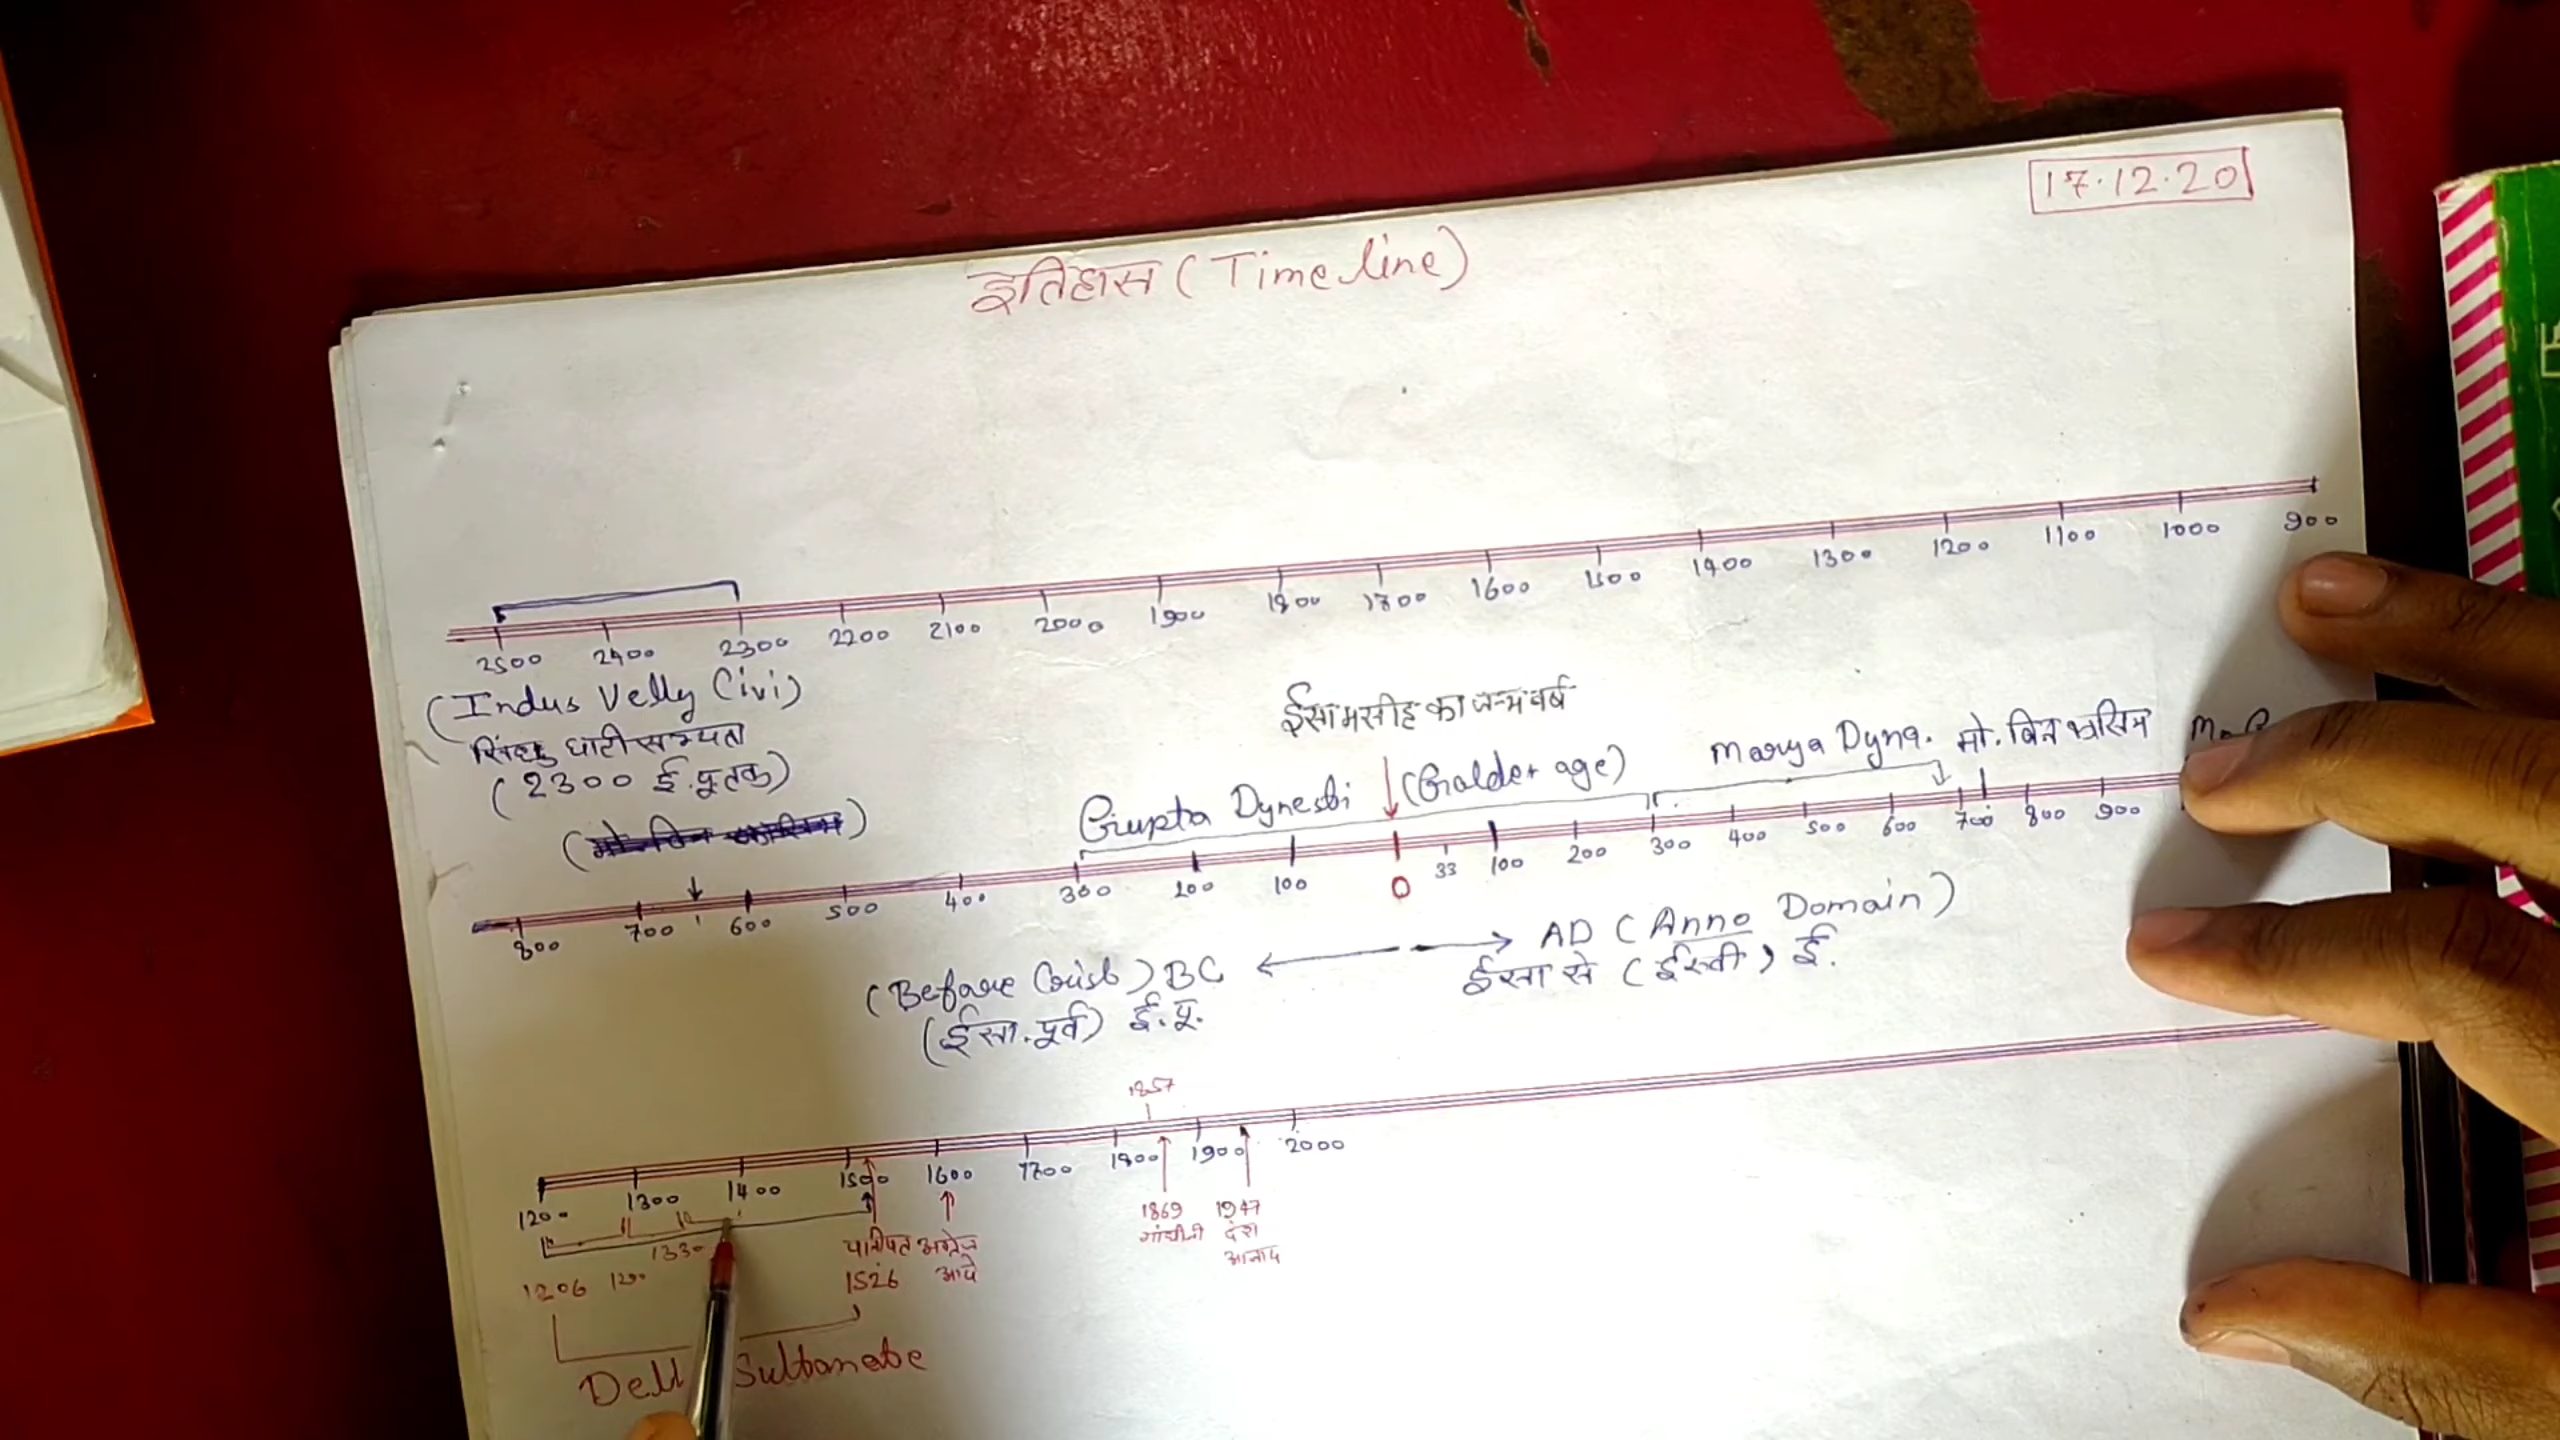 17.12.20
इतिहास (Time line)
2500 2400 2300 2200 2100 2000 1900 1800 1700 1600 1500 1400 1300 1200 1100 1000 900
(Indus Velly Civi)
सिंधु घाटी सभ्यता
(2300 ई.पू तक)
ईसा मसीह का जन्म वर्ष
Gupta Dynesti (Golder age) Maurya Dyna. मो. बिन कासिम
800 700 600 500 400 300 200 100 0 33 100 200 300 400 500 600 700 800 900
(Before Crist) BC AD (Anno Domain)
(ईसा. पूर्व) ई. पू. ईसा से (ईस्वी) ई.
1857
1200 1300 1400 1500 1600 1700 1800 1900 2000
1206 1290 1330
पानीपत
1526
अंग्रेज
आये
1869
गांधीजी
1947
देश
आजाद
Sultanate